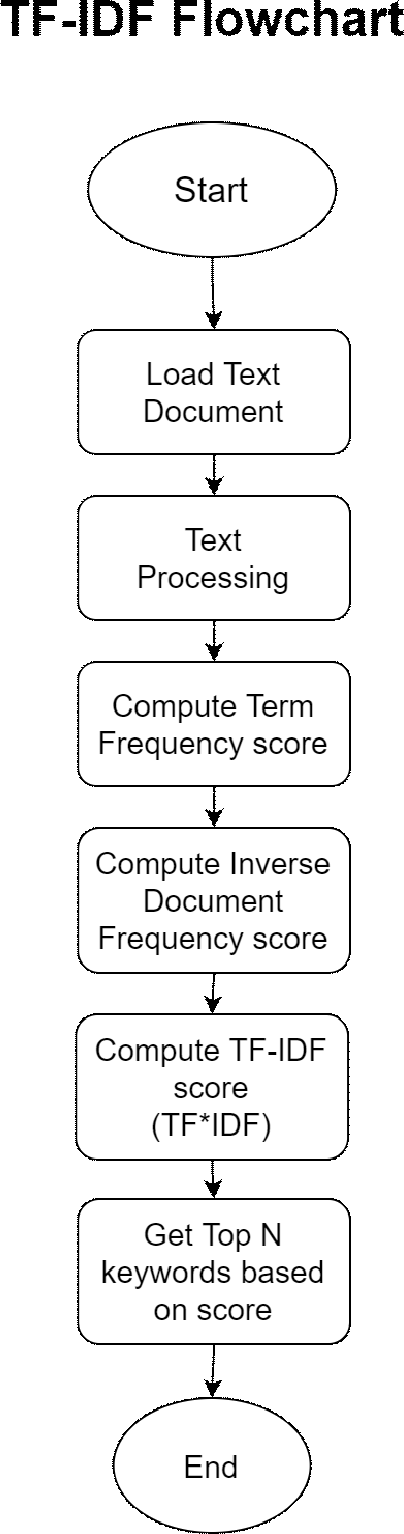 TF-IDF Flowchart
Start
Load Text
Document
Text
Processing
Compute Term
Frequency score
Compute Inverse
Document
Frequency score
Compute TF-IDF
score
(TF*IDF)
Get Top N
keywords based
on score
End